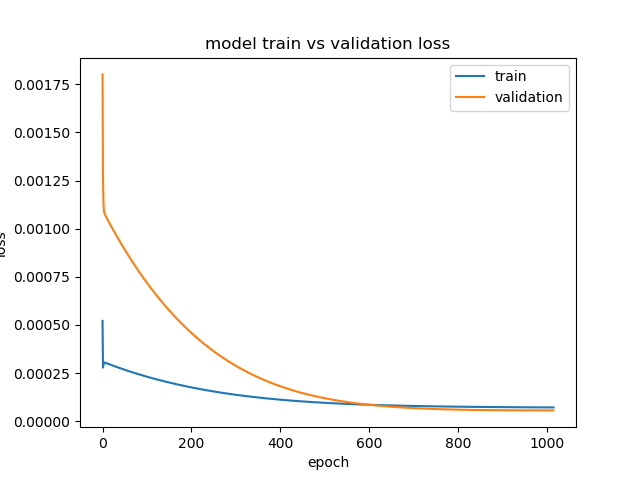 model train vs validation loss
train
validation
0.00175
0.00150
0.00125
0.00100
0.00075
0.00050
0.00025
0.00000
loss
0 200 400 600 800 1000
epoch